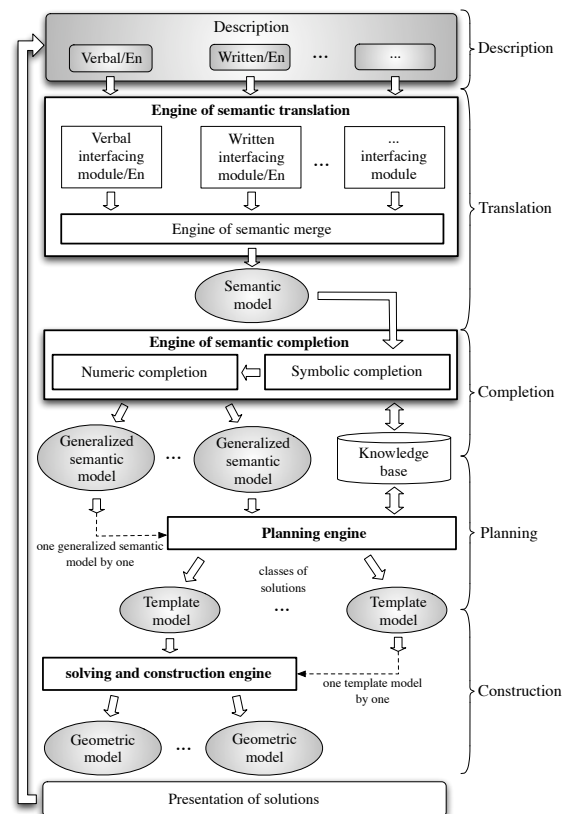 Description
Description
Verbal/En
Written/En
...
...
Engine of semantic translation
Verbal
interfacing
module/En
Written
interfacing
module/En
...
...
interfacing
module
Translation
Engine of semantic merge
Semantic
model
Engine of semantic completion
Numeric completion
Symbolic completion
Completion
Generalized
semantic
model
...
Generalized
semantic
model
Knowledge
base
Planning engine
Planning
one generalized semantic
model by one
classes of
solutions
Template
model
...
Template
model
solving and construction engine
one template model
by one
Construction
Geometric
model
...
Geometric
model
Presentation of solutions